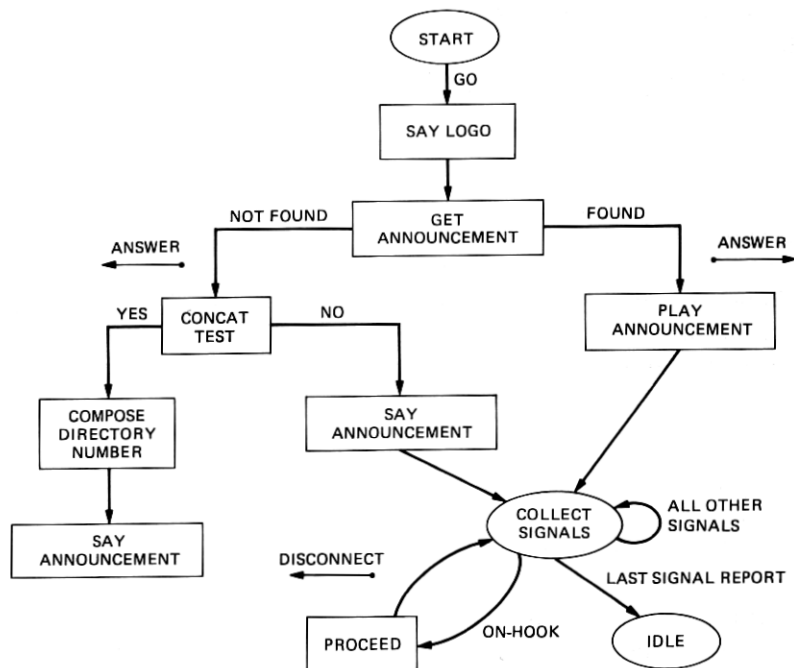 START
GO
SAY LOGO
GET
ANNOUNCEMENT
NOT FOUND
FOUND
ANSWER
ANSWER
CONCAT
TEST
YES
NO
PLAY
ANNOUNCEMENT
COMPOSE
DIRECTORY
NUMBER
SAY
ANNOUNCEMENT
SAY
ANNOUNCEMENT
COLLECT
SIGNALS
ALL OTHER
SIGNALS
DISCONNECT
LAST SIGNAL REPORT
PROCEED
ON-HOOK
IDLE